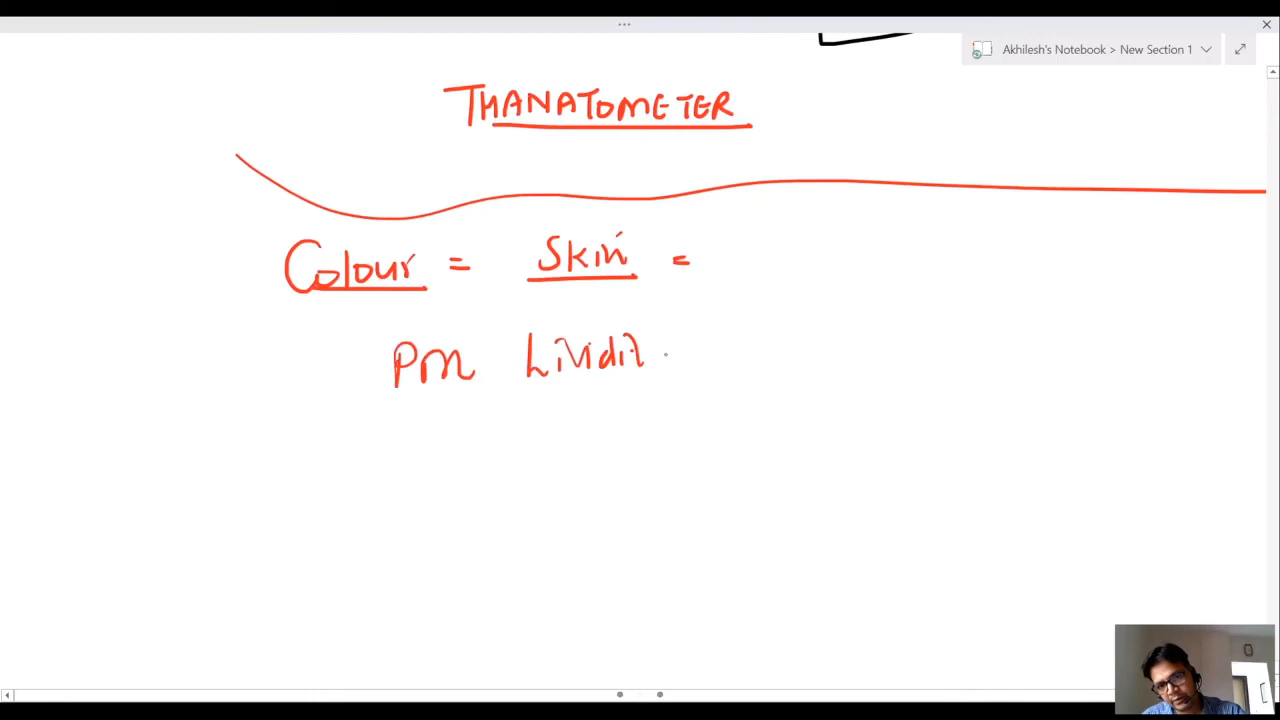 Akhilesh's Notebook > New Section 1
THANATOMETER
Colour = Skin =
PM Lividit